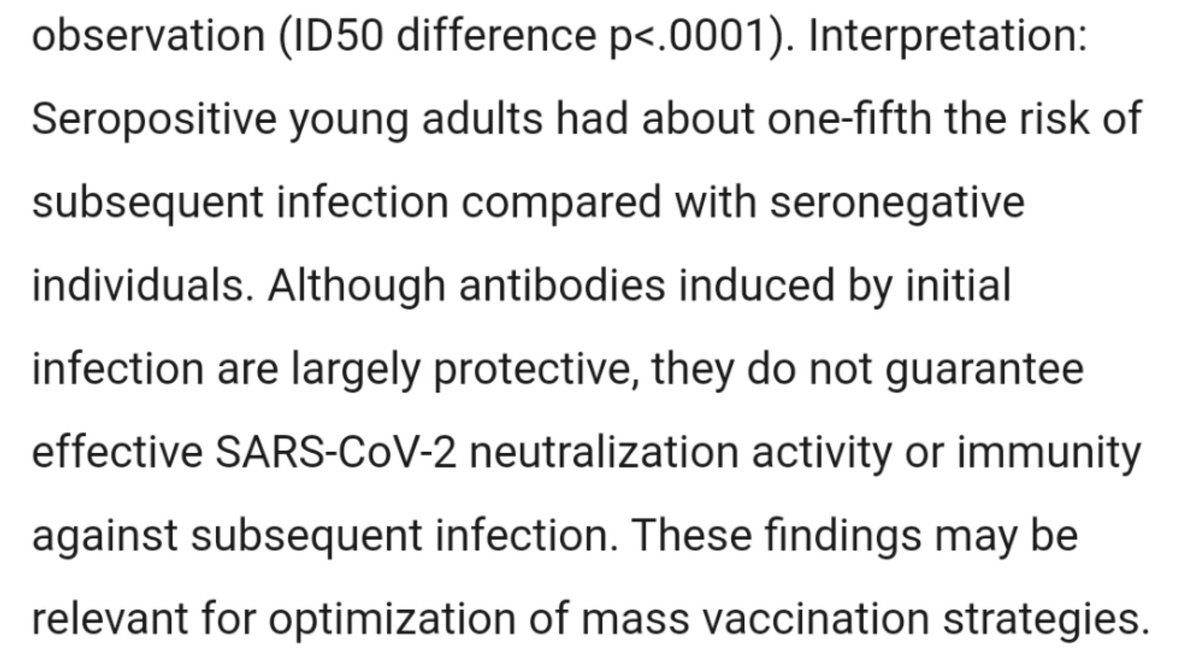 observation (ID50 difference p<.0001). Interpretation:
Seropositive young adults had about one-fifth the risk of
subsequent infection compared with seronegative
individuals. Although antibodies induced by initial
infection are largely protective, they do not guarantee
effective SARS-CoV-2 neutralization activity or immunity
against subsequent infection. These findings may be
relevant for optimization of mass vaccination strategies.